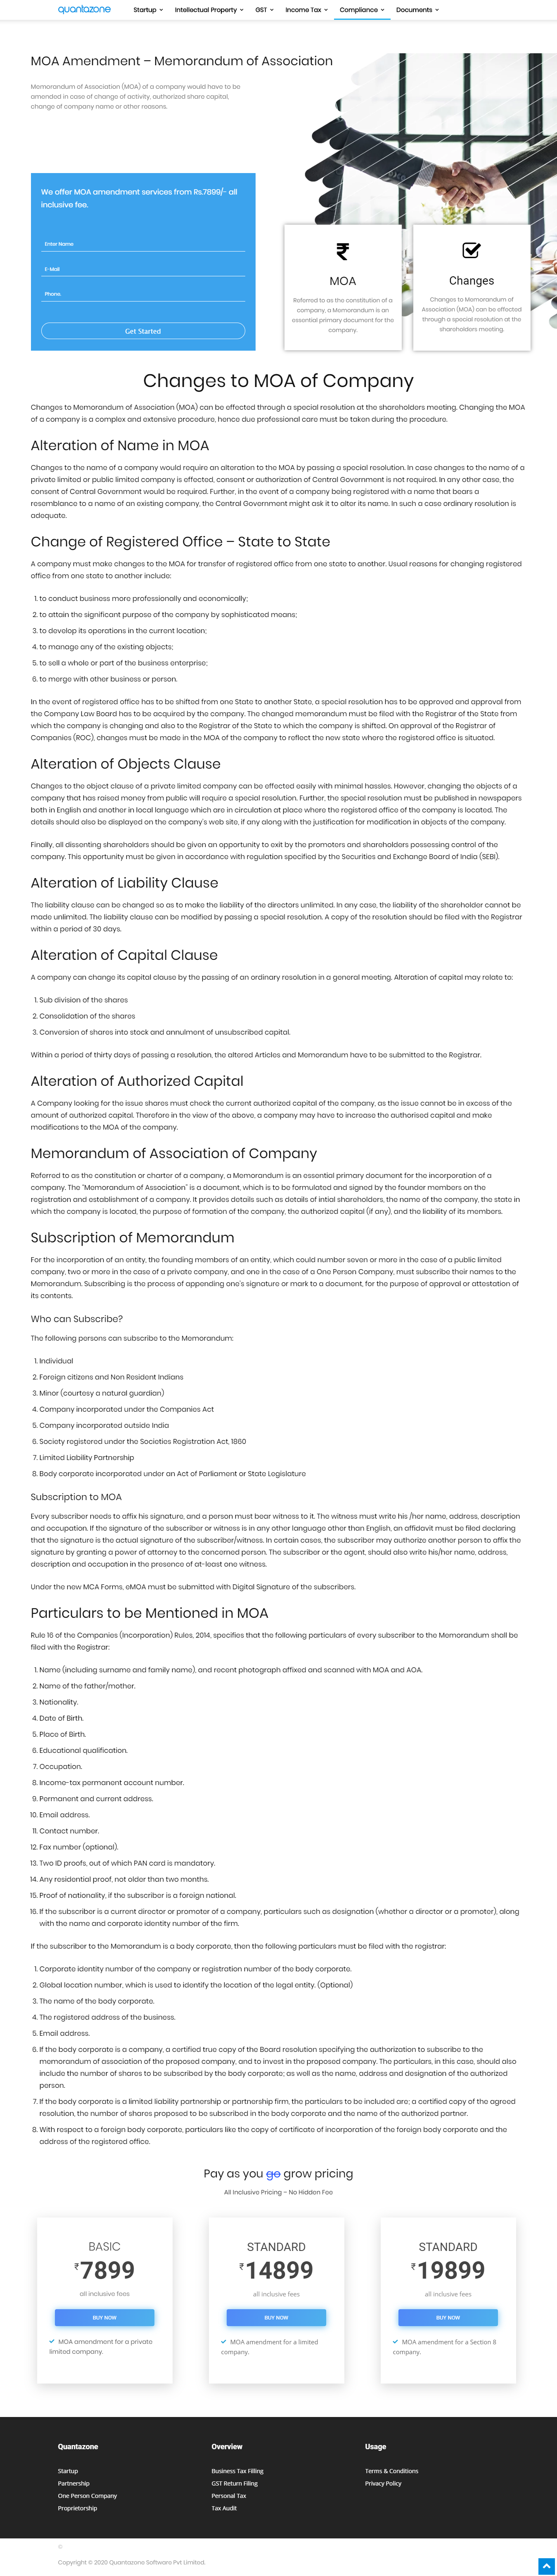 quantazone
Startup
Intellectual Property
GST
Income Tax
Compliance
Documents
MOA Amendment – Memorandum of Association
Memorandum of Association (MOA) of a company would have to be
amended in case of change of activity, authorized share capital,
change of company name or other reasons.
We offer MOA amendment services from Rs.7899/- all
inclusive fee.
Enter Name
E-Mail
Phone
Get Started
MOA
Referred to as the constitution of a
company, a Memorandum is an
essential primary document for the
company.
Changes
Changes to Memorandum of
Association (MOA) can be effected
through a special resolution at the
shareholders meeting.
Changes to MOA of Company
Changes to Memorandum of Association (MOA) can be effected through a special resolution at the shareholders meeting. Changing the MOA
of a company is a complex and extensive procedure, hence due professional care must be taken during the procedure.
Alteration of Name in MOA
Changes to the name of a company would require an alteration to the MOA by passing a special resolution. In case changes to the name of a
private limited or public limited company is effected, consent or authorization of Central Government is not required. In any other case, the
consent of Central Government would be required. Further, in the event of a company being registered with a name that bears a
resemblance to a name of an existing company, the Central Government might ask it to alter its name. In such a case ordinary resolution is
adequate.
Change of Registered Office – State to State
A company must make changes to the MOA for transfer of registered office from one state to another. Usual reasons for changing registered
office from one state to another include:
1. to conduct business more professionally and economically;
2. to attain the significant purpose of the company by sophisticated means;
3. to develop its operations in the current location;
4. to manage any of the existing objects;
5. to sell a whole or part of the business enterprise;
6. to merge with other business or person.
In the event of registered office has to be shifted from one State to another State, a special resolution has to be approved and approval from
the Company Law Board has to be acquired by the company. The changed memorandum must be filed with the Registrar of the State from
which the company is changing and also to the Registrar of the State to which the company is shifted. On approval of the Registrar of
Companies (ROC), changes must be made in the MOA of the company to reflect the new state where the registered office is situated.
Alteration of Objects Clause
Changes to the object clause of a private limited company can be effected easily with minimal hassles. However, changing the objects of a
company that has raised money from public will require a special resolution. Further, the special resolution must be published in newspapers
both in English and another in local language which are in circulation at place where the registered office of the company is located. The
details should also be displayed on the company's web site, if any along with the justification for modification in objects of the company.
Finally, all dissenting shareholders should be given an opportunity to exit by the promoters and shareholders possessing control of the
company. This opportunity must be given in accordance with regulation specified by the Securities and Exchange Board of India (SEBI).
Alteration of Liability Clause
The liability clause can be changed so as to make the liability of the directors unlimited. In any case, the liability of the shareholder cannot be
made unlimited. The liability clause can be modified by passing a special resolution. A copy of the resolution should be filed with the Registrar
within a period of 30 days.
Alteration of Capital Clause
A company can change its capital clause by the passing of an ordinary resolution in a general meeting. Alteration of capital may relate to:
1. Sub division of the shares
2. Consolidation of the shares
3. Conversion of shares into stock and annulment of unsubscribed capital.
Within a period of thirty days of passing a resolution, the altered Articles and Memorandum have to be submitted to the Registrar.
Alteration of Authorized Capital
A Company looking for the issue shares must check the current authorized capital of the company, as the issue cannot be in excess of the
amount of authorized capital. Therefore in the view of the above, a company may have to increase the authorised capital and make
modifications to the MOA of the company.
Memorandum of Association of Company
Referred to as the constitution or charter of a company, a Memorandum is an essential primary document for the incorporation of a
company. The "Memorandum of Association" is a document, which is to be formulated and signed by the founder members on the
registration and establishment of a company. It provides details such as details of intial shareholders, the name of the company, the state in
which the company is located, the purpose of formation of the company, the authorized capital (if any), and the liability of its members.
Subscription of Memorandum
For the incorporation of an entity, the founding members of an entity, which could number seven or more in the case of a public limited
company, two or more in the case of a private company, and one in the case of a One Person Company, must subscribe their names to the
Memorandum. Subscribing is the process of appending one's signature or mark to a document, for the purpose of approval or attestation of
its contents.
Who can Subscribe?
The following persons can subscribe to the Memorandum:
1. Individual
2. Foreign citizens and Non Resident Indians
3. Minor (courtesy a natural guardian)
4. Company incorporated under the Companies Act
5. Company incorporated outside India
6. Society registered under the Societies Registration Act, 1860
7. Limited Liability Partnership
8. Body corporate incorporated under an Act of Parliament or State Legislature
Subscription to MOA
Every subscriber needs to affix his signature, and a person must bear witness to it. The witness must write his /her name, address, description
and occupation. If the signature of the subscriber or witness is in any other language other than English, an affidavit must be filed declaring
that the signature is the actual signature of the subscriber/witness. In certain cases, the subscriber may authorize another person to affix the
signature by granting a power of attorney to the concerned person. The subscriber or the agent, should also write his/her name, address,
description and occupation in the presence of at-least one witness.
Under the new MCA Forms, eMOA must be submitted with Digital Signature of the subscribers.
Particulars to be Mentioned in MOA
Rule 16 of the Companies (Incorporation) Rules, 2014, specifies that the following particulars of every subscriber to the Memorandum shall be
filed with the Registrar:
1. Name (including surname and family name), and recent photograph affixed and scanned with MOA and AOA.
2. Name of the father/mother.
3. Nationality.
4. Date of Birth.
5. Place of Birth.
6. Educational qualification.
7. Occupation.
8. Income-tax permanent account number.
9. Permanent and current address.
10. Email address.
11. Contact number.
12. Fax number (optional).
13. Two ID proofs, out of which PAN card is mandatory.
14. Any residential proof, not older than two months.
15. Proof of nationality, if the subscriber is a foreign national.
16. If the subscriber is a current director or promoter of a company, particulars such as designation (whether a director or a promoter), along
with the name and corporate identity number of the firm.
If the subscriber to the Memorandum is a body corporate, then the following particulars must be filed with the registrar:
1. Corporate identity number of the company or registration number of the body corporate.
2. Global location number, which is used to identify the location of the legal entity. (Optional)
3. The name of the body corporate.
4. The registered address of the business.
5. Email address.
6. If the body corporate is a company, a certified true copy of the Board resolution specifying the authorization to subscribe to the
memorandum of association of the proposed company, and to invest in the proposed company. The particulars, in this case, should also
include the number of shares to be subscribed by the body corporate; as well as the name, address and designation of the authorized
person.
7. If the body corporate is a limited liability partnership or partnership firm, the particulars to be included are; a certified copy of the agreed
resolution, the number of shares proposed to be subscribed in the body corporate and the name of the authorized partner.
8. With respect to a foreign body corporate, particulars like the copy of certificate of incorporation of the foreign body corporate and the
address of the registered office.
Pay as you go grow pricing
All Inclusive Pricing – No Hidden Fee
BASIC
₹7899
all inclusive fees
BUY NOW
MOA amendment for a private
limited company.
STANDARD
₹14899
all inclusive fees
BUY NOW
MOA amendment for a limited
company.
STANDARD
₹19899
all inclusive fees
BUY NOW
MOA amendment for a Section 8
company.
Quantazone
Startup
Partnership
One Person Company
Proprietorship
Overview
Business Tax Filling
GST Return Filing
Personal Tax
Tax Audit
Usage
Terms & Conditions
Privacy Policy
Copyright © 2020 Quantazone Software Pvt Limited.